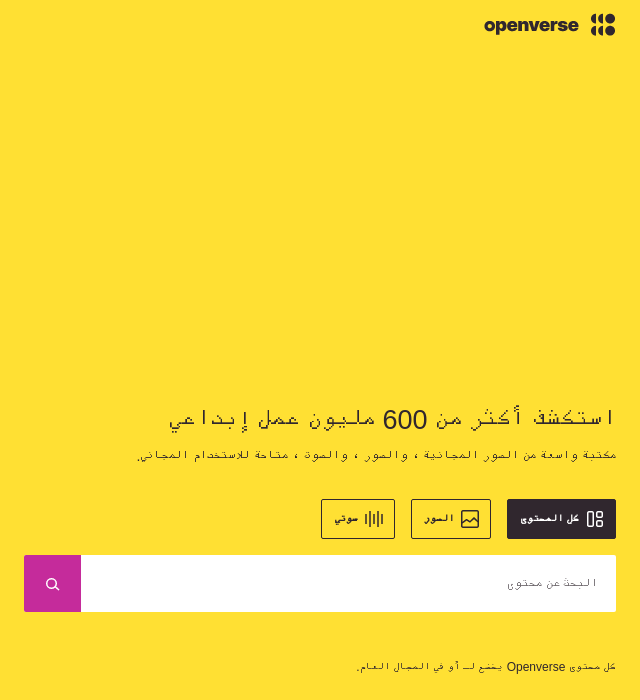 openverse
استكشف أكثر من 600 مليون عمل إبداعي
مكتبة واسعة من الصور المجانية ، والصور ، والصوت ، متاحة للاستخدام المجاني.
كل المحتوى
الصور
صوتي
البحث عن محتوى
كل محتوى Openverse يخضع لـ أو في المجال العام.